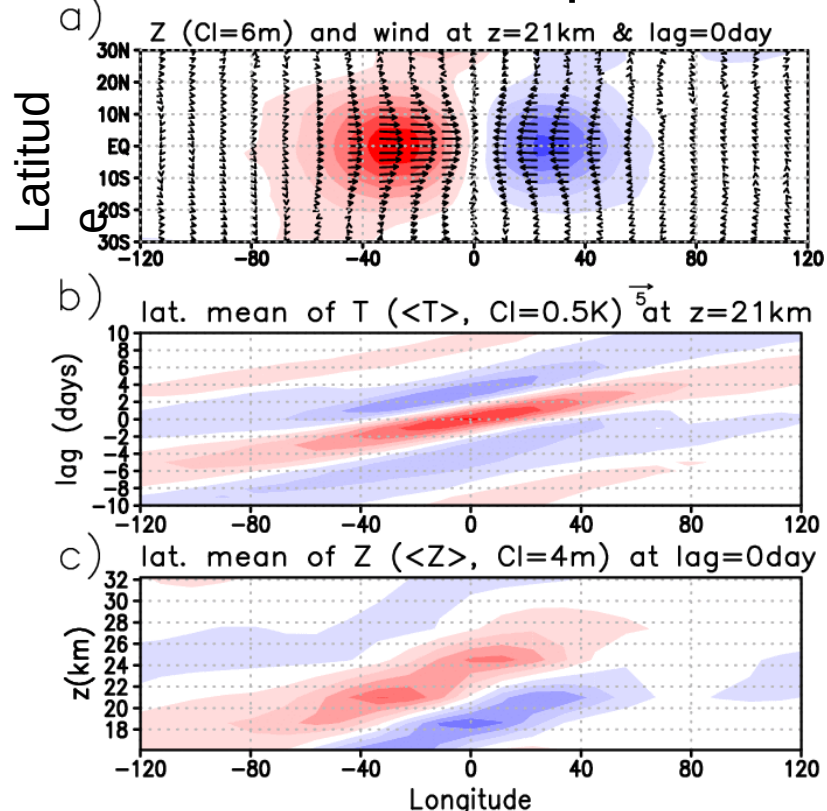 a) Z (CI=6m) and wind at z=21km & lag=0day
Latitud
e
30N
20N
10N
EQ
10S
20S
30S
-120 -80 -40 0 40 80 120
5
b) lat. mean of T (<T>, CI=0.5K) at z=21km
lag (days)
10
8
6
4
2
0
-2
-4
-6
-8
-10
-120 -80 -40 0 40 80 120
c) lat. mean of Z (<Z>, CI=4m) at lag=0day
z(km)
32
30
28
26
24
22
20
18
-120 -80 -40 0 40 80 120
Longitude